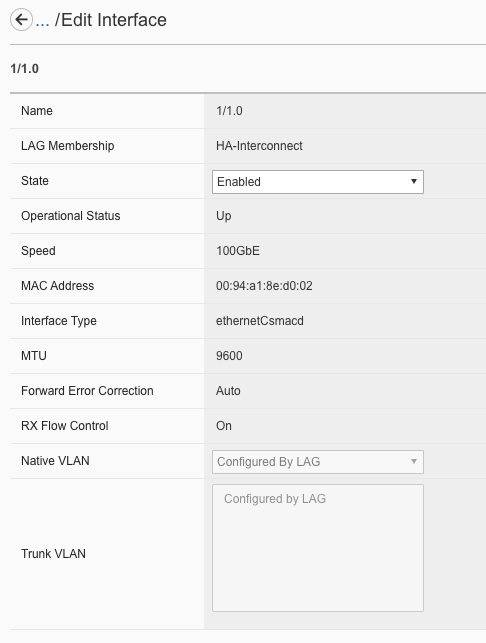 ... /Edit Interface
1/1.0
Name 1/1.0
LAG Membership HA-Interconnect
State Enabled
Operational Status Up
Speed 100GbE
MAC Address 00:94:a1:8e:d0:02
Interface Type ethernetCsmacd
MTU 9600
Forward Error Correction Auto
RX Flow Control On
Native VLAN Configured By LAG
Trunk VLAN Configured by LAG